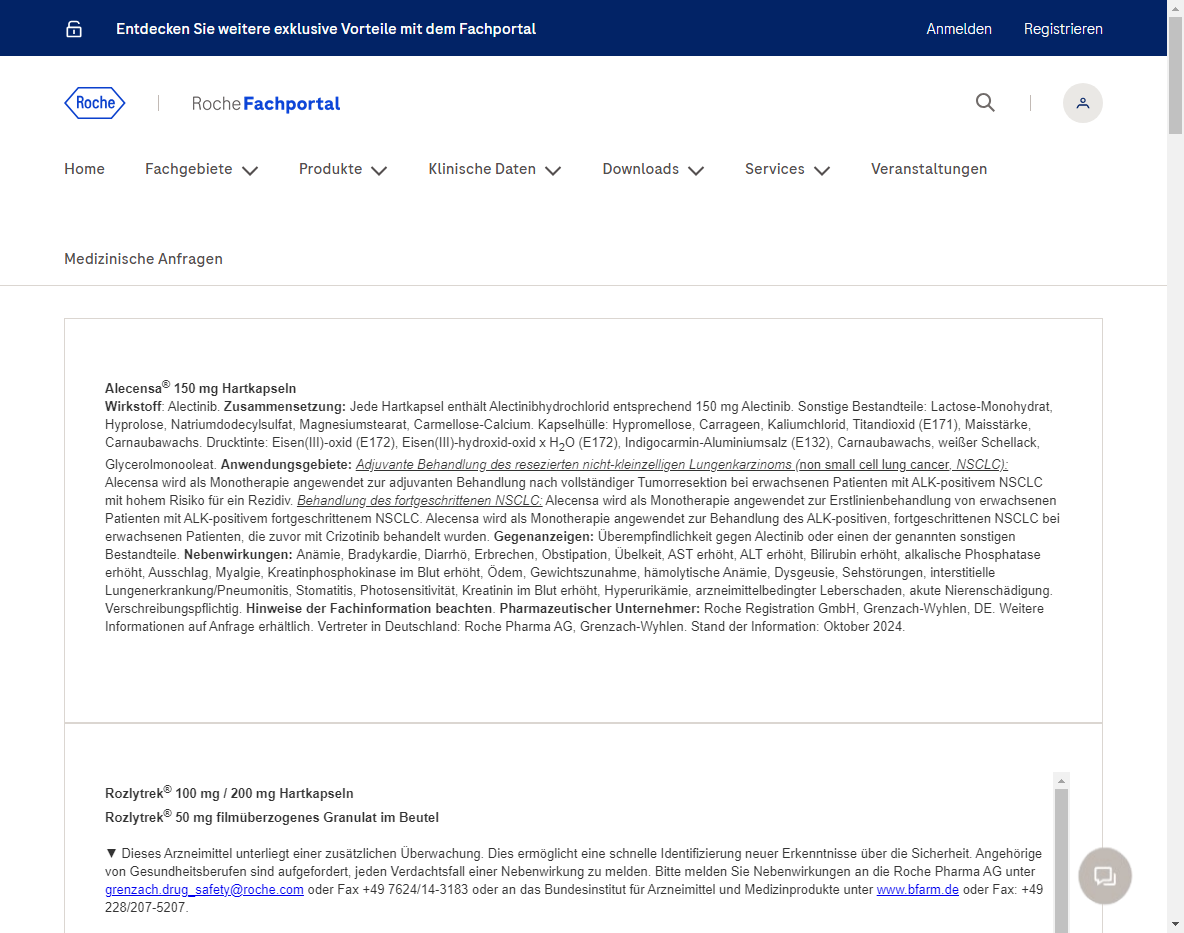 Entdecken Sie weitere exklusive Vorteile mit dem Fachportal
Anmelden
Registrieren
Roche
Roche Fachportal
Home
Fachgebiete
Produkte
Klinische Daten
Downloads
Services
Veranstaltungen
Medizinische Anfragen
Alecensa® 150 mg Hartkapseln
Wirkstoff: Alectinib. Zusammensetzung: Jede Hartkapsel enthält Alectinibhydrochlorid entsprechend 150 mg Alectinib. Sonstige Bestandteile: Lactose-Monohydrat,
Hyprolose, Natriumdodecylsulfat, Magnesiumstearat, Carmellose-Calcium. Kapselhülle: Hypromellose, Carrageen, Kaliumchlorid, Titandioxid (E171), Maisstärke,
Carnaubawachs. Drucktinte: Eisen(III)-oxid (E172), Eisen(III)-hydroxid-oxid x H2O (E172), Indigocarmin-Aluminiumsalz (E132), Carnaubawachs, weißer Schellack,
Glycerolmonooleat. Anwendungsgebiete: Adjuvante Behandlung des resezierten nicht-kleinzelligen Lungenkarzinoms (non small cell lung cancer, NSCLC):
Alecensa wird als Monotherapie angewendet zur adjuvanten Behandlung nach vollständiger Tumorresektion bei erwachsenen Patienten mit ALK-positivem NSCLC
mit hohem Risiko für ein Rezidiv. Behandlung des fortgeschrittenen NSCLC: Alecensa wird als Monotherapie angewendet zur Erstlinienbehandlung von erwachsenen
Patienten mit ALK-positivem fortgeschrittenem NSCLC. Alecensa wird als Monotherapie angewendet zur Behandlung des ALK-positiven, fortgeschrittenen NSCLC bei
erwachsenen Patienten, die zuvor mit Crizotinib behandelt wurden. Gegenanzeigen: Überempfindlichkeit gegen Alectinib oder einen der genannten sonstigen
Bestandteile. Nebenwirkungen: Anämie, Bradykardie, Diarrhö, Erbrechen, Obstipation, Übelkeit, AST erhöht, ALT erhöht, Bilirubin erhöht, alkalische Phosphatase
erhöht, Ausschlag, Myalgie, Kreatinphosphokinase im Blut erhöht, Ödem, Gewichtszunahme, hämolytische Anämie, Dysgeusie, Sehstörungen, interstitielle
Lungenerkrankung/Pneumonitis, Stomatitis, Photosensitivität, Kreatinin im Blut erhöht, Hyperurikämie, arzneimittelbedingter Leberschaden, akute Nierenschädigung.
Verschreibungspflichtig. Hinweise der Fachinformation beachten. Pharmazeutischer Unternehmer: Roche Registration GmbH, Grenzach-Wyhlen, DE. Weitere
Informationen auf Anfrage erhältlich. Vertreter in Deutschland: Roche Pharma AG, Grenzach-Wyhlen. Stand der Information: Oktober 2024.
Rozlytrek® 100 mg / 200 mg Hartkapseln
Rozlytrek® 50 mg filmüberzogenes Granulat im Beutel
▼ Dieses Arzneimittel unterliegt einer zusätzlichen Überwachung. Dies ermöglicht eine schnelle Identifizierung neuer Erkenntnisse über die Sicherheit. Angehörige
von Gesundheitsberufen sind aufgefordert, jeden Verdachtsfall einer Nebenwirkung zu melden. Bitte melden Sie Nebenwirkungen an die Roche Pharma AG unter
grenzach.drug_safety@roche.com oder Fax +49 7624/14-3183 oder an das Bundesinstitut für Arzneimittel und Medizinprodukte unter www.bfarm.de oder Fax: +49
228/207-5207.